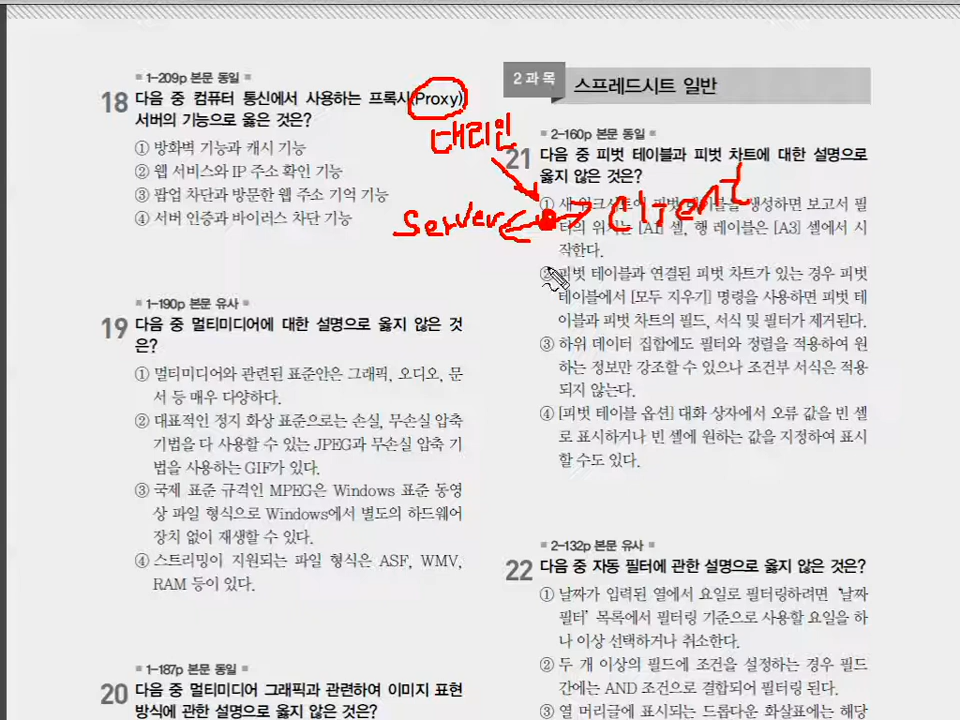 1-209p 본문 동일
18 다음 중 컴퓨터 통신에서 사용하는 프록시(Proxy)
서버의 기능으로 옳은 것은?
① 방화벽 기능과 캐시 기능
② 웹 서비스와 IP 주소 확인 기능
③ 팝업 차단과 방문한 웹 주소 기억 기능
④ 서버 인증과 바이러스 차단 기능
대리인
Server
Client
1-190p 본문 유사
19 다음 중 멀티미디어에 대한 설명으로 옳지 않은 것
은?
① 멀티미디어와 관련된 표준안은 그래픽, 오디오, 문
서 등 매우 다양하다.
② 대표적인 정지 화상 표준으로는 손실, 무손실 압축
기법을 다 사용할 수 있는 JPEG과 무손실 압축 기
법을 사용하는 GIF가 있다.
③ 국제 표준 규격인 MPEG은 Windows 표준 동영
상 파일 형식으로 Windows에서 별도의 하드웨어
장치 없이 재생할 수 있다.
④ 스트리밍이 지원되는 파일 형식은 ASF, WMV,
RAM 등이 있다.
1-187p 본문 동일
20 다음 중 멀티미디어 그래픽과 관련하여 이미지 표현
방식에 관한 설명으로 옳지 않은 것은?
2과목 스프레드시트 일반
2-160p 본문 동일
21 다음 중 피벗 테이블과 피벗 차트에 대한 설명으로
옳지 않은 것은?
① 새 워크시트에 피벗 테이블을 생성하면 보고서 필
터의 위치는 [A1] 셀, 행 레이블은 [A3] 셀에서 시
작한다.
② 피벗 테이블과 연결된 피벗 차트가 있는 경우 피벗
테이블에서 [모두 지우기] 명령을 사용하면 피벗 테
이블과 피벗 차트의 필드, 서식 및 필터가 제거된다.
③ 하위 데이터 집합에도 필터와 정렬을 적용하여 원
하는 정보만 강조할 수 있으나 조건부 서식은 적용
되지 않는다.
④ [피벗 테이블 옵션] 대화 상자에서 오류 값을 빈 셀
로 표시하거나 빈 셀에 원하는 값을 지정하여 표시
할 수도 있다.
2-132p 본문 유사
22 다음 중 자동 필터에 관한 설명으로 옳지 않은 것은?
① 날짜가 입력된 열에서 요일로 필터링하려면 '날짜
필터' 목록에서 필터링 기준으로 사용할 요일을 하
나 이상 선택하거나 취소한다.
② 두 개 이상의 필드에 조건을 설정하는 경우 필드
간에는 AND 조건으로 결합되어 필터링 된다.
③ 열 머리글에 표시되는 드롭다운 화살표에는 해당